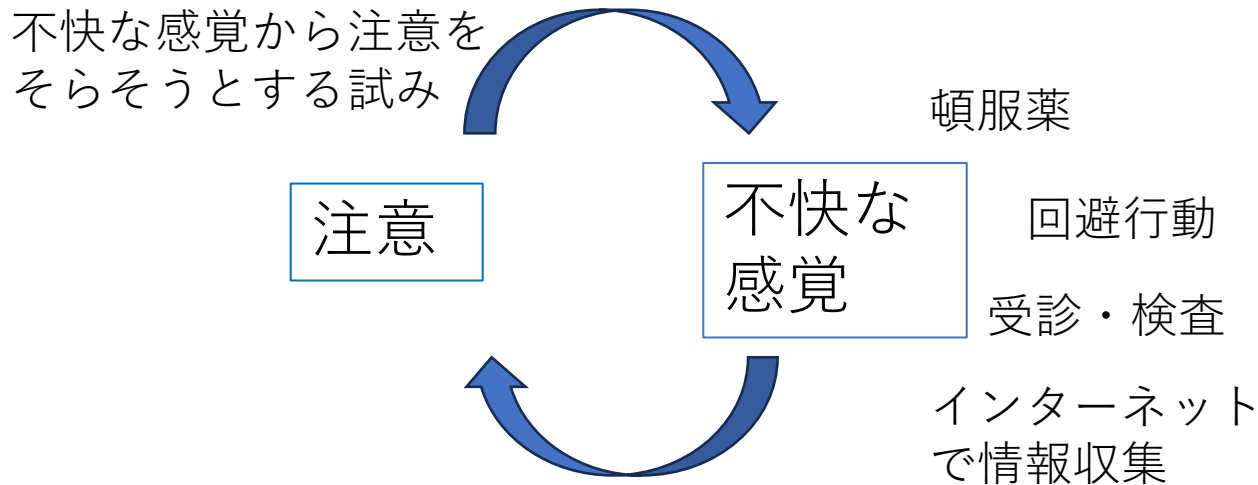 不快な感覚から注意を
そらそうとする試み
頓服薬
注意
不快な
感覚
回避行動
受診・検査
インターネット
で情報収集